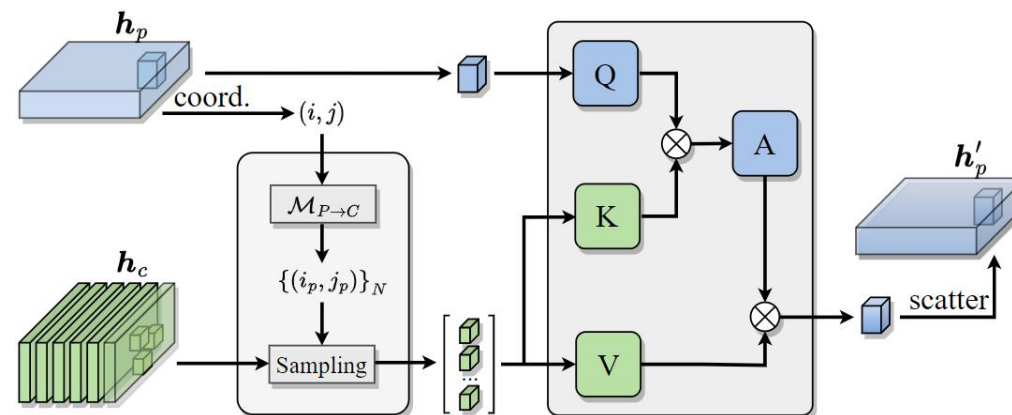 h_p
coord.
(i, j)
M_{P→C}
{(i_p, j_p)}_N
h_c
Sampling
...
Q
K
V
A
h'_p
scatter